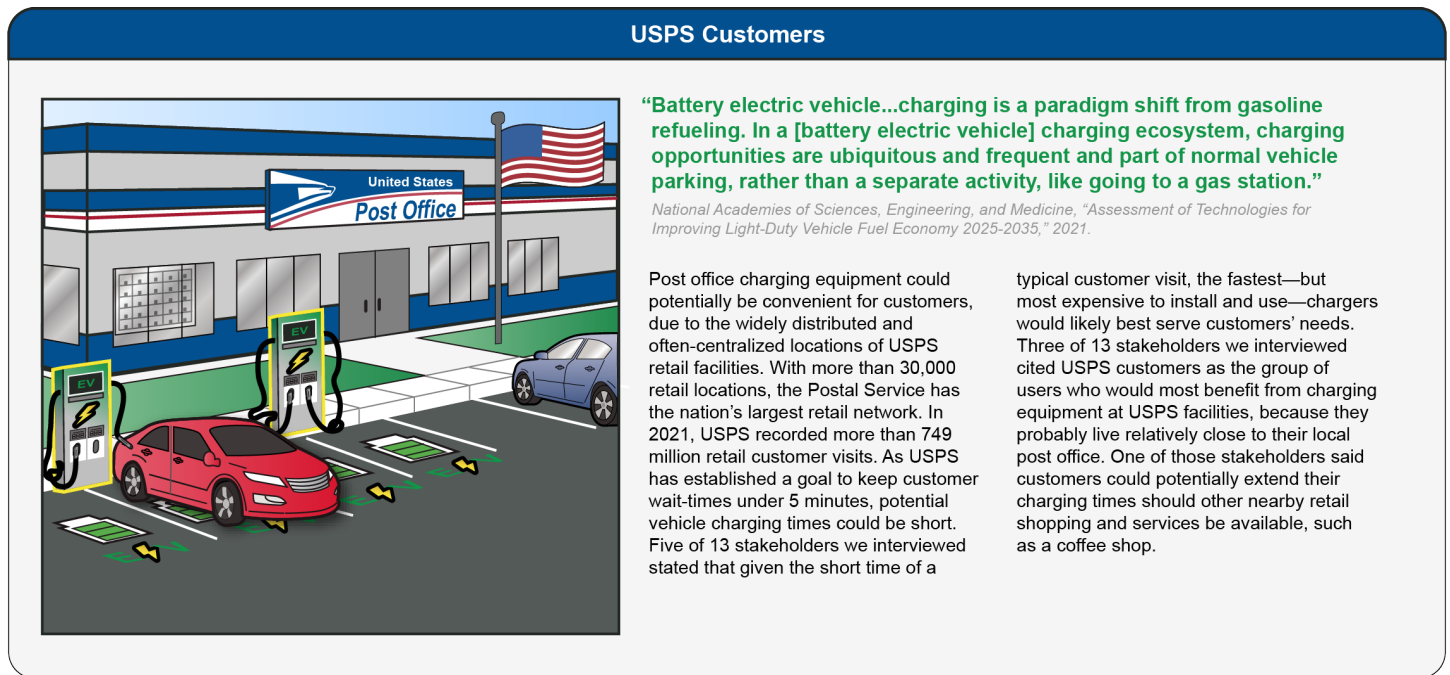 USPS Customers
United States
Post Office
EV
EV
EV
EV
EV
EV
“Battery electric vehicle...charging is a paradigm shift from gasoline
refueling. In a [battery electric vehicle] charging ecosystem, charging
opportunities are ubiquitous and frequent and part of normal vehicle
parking, rather than a separate activity, like going to a gas station.”
National Academies of Sciences, Engineering, and Medicine, “Assessment of Technologies for
Improving Light-Duty Vehicle Fuel Economy 2025-2035,” 2021.
Post office charging equipment could
potentially be convenient for customers,
due to the widely distributed and
often-centralized locations of USPS
retail facilities. With more than 30,000
retail locations, the Postal Service has
the nation’s largest retail network. In
2021, USPS recorded more than 749
million retail customer visits. As USPS
has established a goal to keep customer
wait-times under 5 minutes, potential
vehicle charging times could be short.
Five of 13 stakeholders we interviewed
stated that given the short time of a
typical customer visit, the fastest—but
most expensive to install and use—chargers
would likely best serve customers’ needs.
Three of 13 stakeholders we interviewed
cited USPS customers as the group of
users who would most benefit from charging
equipment at USPS facilities, because they
probably live relatively close to their local
post office. One of those stakeholders said
customers could potentially extend their
charging times should other nearby retail
shopping and services be available, such
as a coffee shop.